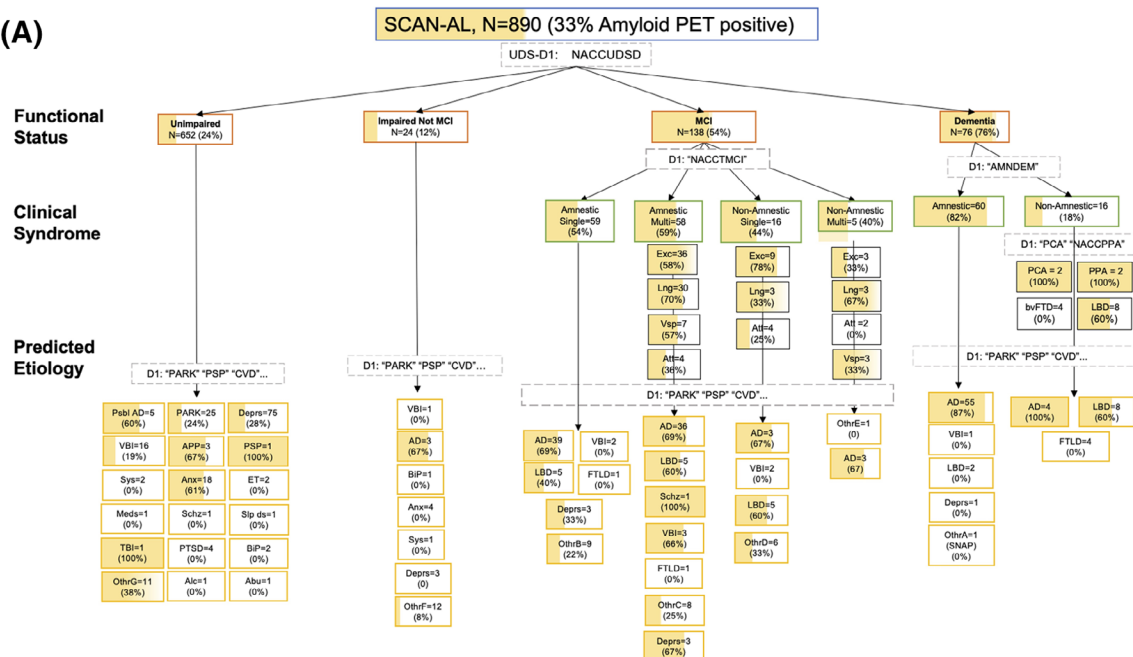 (A)
SCAN-AL, N=890 (33% Amyloid PET positive)
UDS-D1: NACCUDSD
Functional
Status
Unimpaired
N=652 (24%)
Impaired Not MCI
N=24 (12%)
MCI
N=138 (54%)
Dementia
N=76 (76%)
D1: "NACCTMCI"
D1: "AMNDEM"
Clinical
Syndrome
Amnestic
Single=59
(54%)
Amnestic
Multi=58
(59%)
Non-Amnestic
Single=16
(44%)
Non-Amnestic
Multi=5 (40%)
Amnestic=60
(82%)
Non-Amnestic=16
(18%)
Exc=36
(58%)
Lng=30
(70%)
Vsp=7
(57%)
Att=4
(36%)
Exc=9
(78%)
Lng=3
(33%)
Att=4
(25%)
Exc=3
(33%)
Lng=3
(67%)
Att =2
(0%)
Vsp=3
(33%)
D1: "PCA" "NACCPPA"
PCA = 2
(100%)
PPA = 2
(100%)
bvFTD=4
(0%)
LBD=8
(60%)
Predicted
Etiology
D1: "PARK" "PSP" "CVD"...
D1: "PARK" "PSP" "CVD"...
D1: "PARK" "PSP" "CVD"...
D1: "PARK" "PSP" "CVD"...
Psbl AD=5
(60%)
PARK=25
(24%)
Deprs=75
(28%)
VBI=16
(19%)
APP=3
(67%)
PSP=1
(100%)
Sys=2
(0%)
Anx=18
(61%)
ET=2
(0%)
Meds=1
(0%)
Schz=1
(0%)
Slp ds=1
(0%)
TBI=1
(100%)
PTSD=4
(0%)
BiP=2
(0%)
OthrG=11
(38%)
Alc=1
(0%)
Abu=1
(0%)
VBI=1
(0%)
AD=3
(67%)
BiP=1
(0%)
Anx=4
(0%)
Sys=1
(0%)
Deprs=3
(0)
OthrF=12
(8%)
AD=39
(69%)
VBI=2
(0%)
LBD=5
(40%)
FTLD=1
(0%)
Deprs=3
(33%)
OthrB=9
(22%)
AD=36
(69%)
LBD=5
(60%)
Schz=1
(100%)
VBI=3
(66%)
FTLD=1
(0%)
OthrC=8
(25%)
Deprs=3
(67%)
AD=3
(67%)
VBI=2
(0%)
LBD=5
(60%)
OthrD=6
(33%)
OthrE=1
(0)
AD=3
(67)
AD=55
(87%)
VBI=1
(0%)
LBD=2
(0%)
Deprs=1
(0%)
OthrA=1
(SNAP)
(0%)
AD=4
(100%)
LBD=8
(60%)
FTLD=4
(0%)